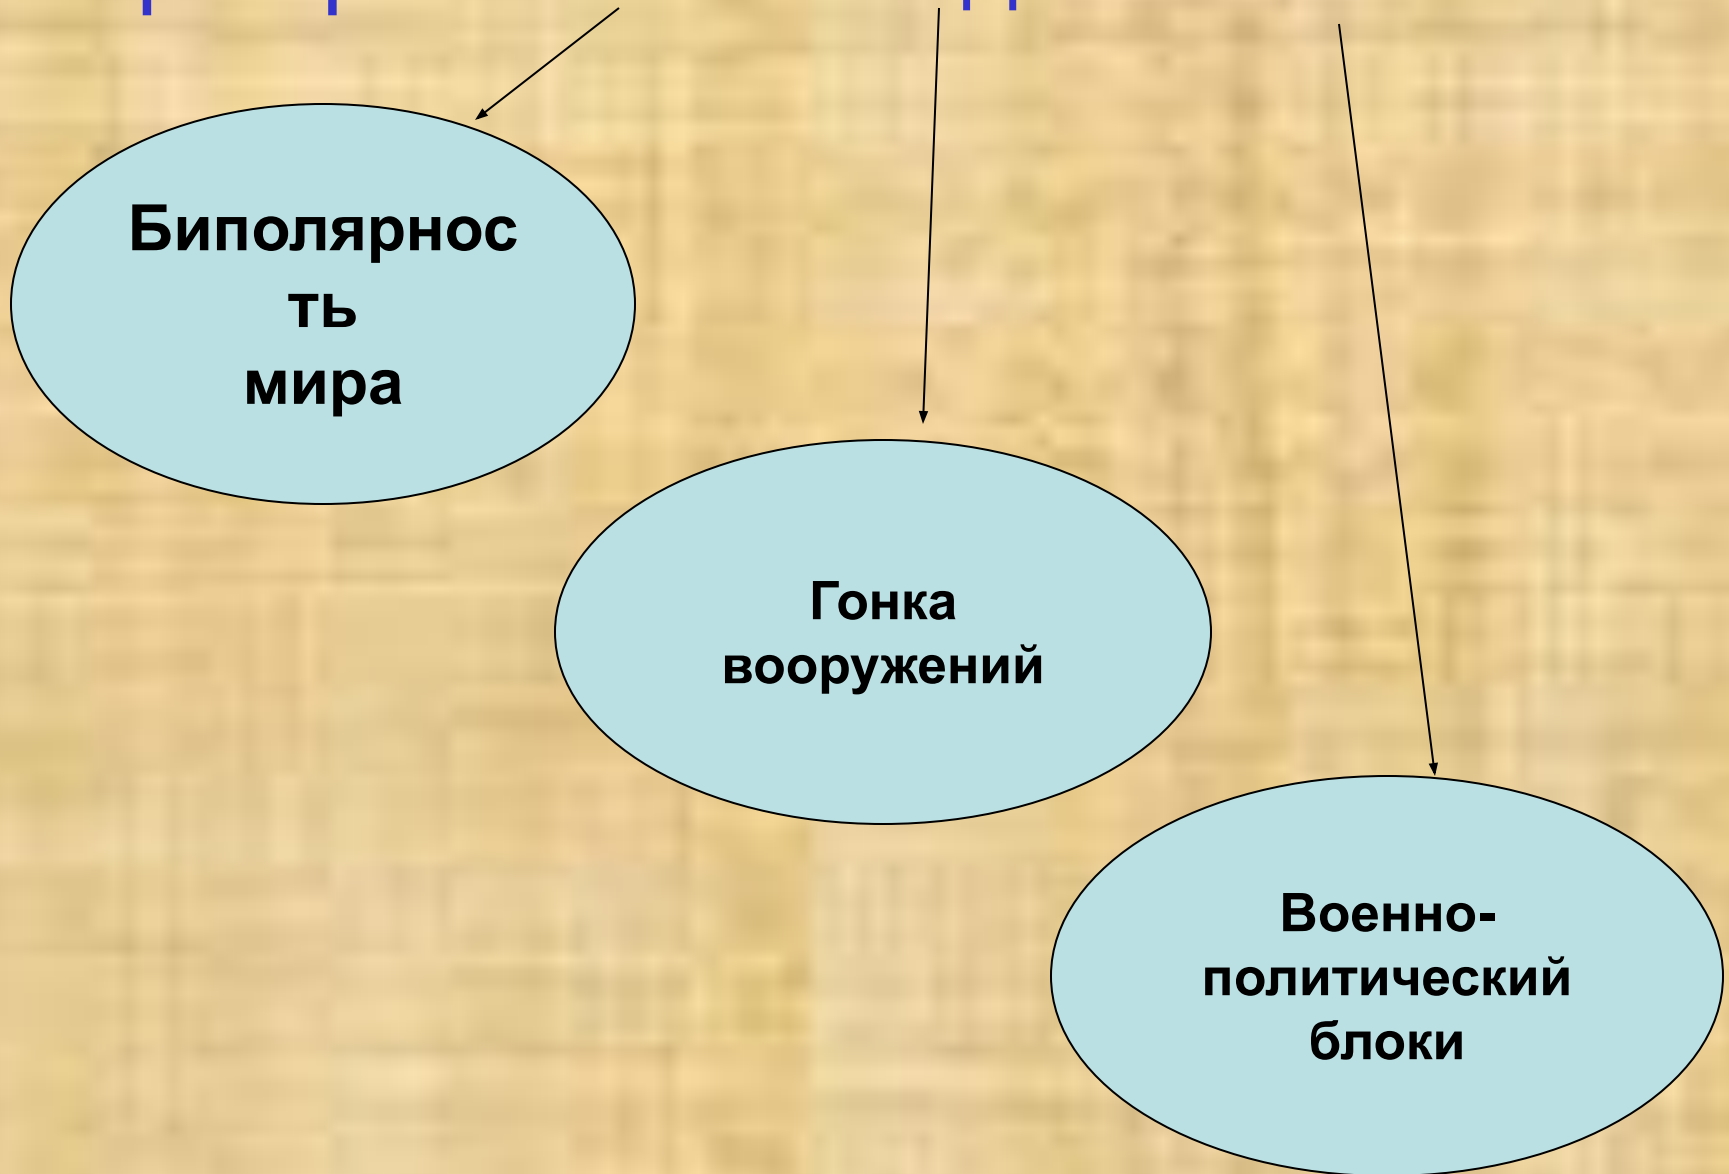 Биполярнос
ть
мира
Гонка
вооружений
Военно-
политический
блоки